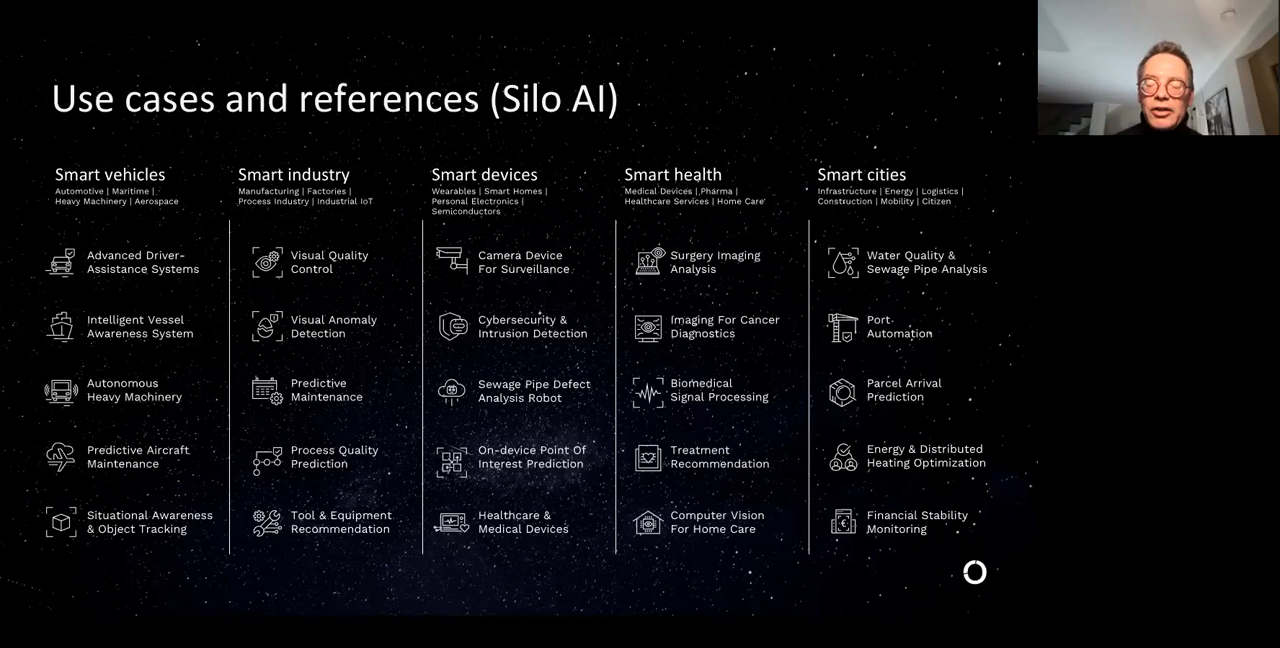 Use cases and references (Silo AI)
Smart vehicles
Automotive | Maritime |
Heavy Machinery | Aerospace
Advanced Driver-
Assistance Systems
Intelligent Vessel
Awareness System
Autonomous
Heavy Machinery
Predictive Aircraft
Maintenance
Situational Awareness
& Object Tracking
Smart industry
Manufacturing | Factories |
Process Industry | Industrial IoT
Visual Quality
Control
Visual Anomaly
Detection
Predictive
Maintenance
Process Quality
Prediction
Tool & Equipment
Recommendation
Smart devices
Wearables | Smart Homes |
Personal Electronics |
Semiconductors
Camera Device
For Surveillance
Cybersecurity &
Intrusion Detection
Sewage Pipe Defect
Analysis Robot
On-device Point Of
Interest Prediction
Healthcare &
Medical Devices
Smart health
Medical Devices | Pharma |
Healthcare Services | Home Care
Surgery Imaging
Analysis
Imaging For Cancer
Diagnostics
Biomedical
Signal Processing
Treatment
Recommendation
Computer Vision
For Home Care
Smart cities
Infrastructure | Energy | Logistics |
Construction | Mobility | Citizen
Water Quality &
Sewage Pipe Analysis
Port
Automation
Parcel Arrival
Prediction
Energy & Distributed
Heating Optimization
Financial Stability
Monitoring